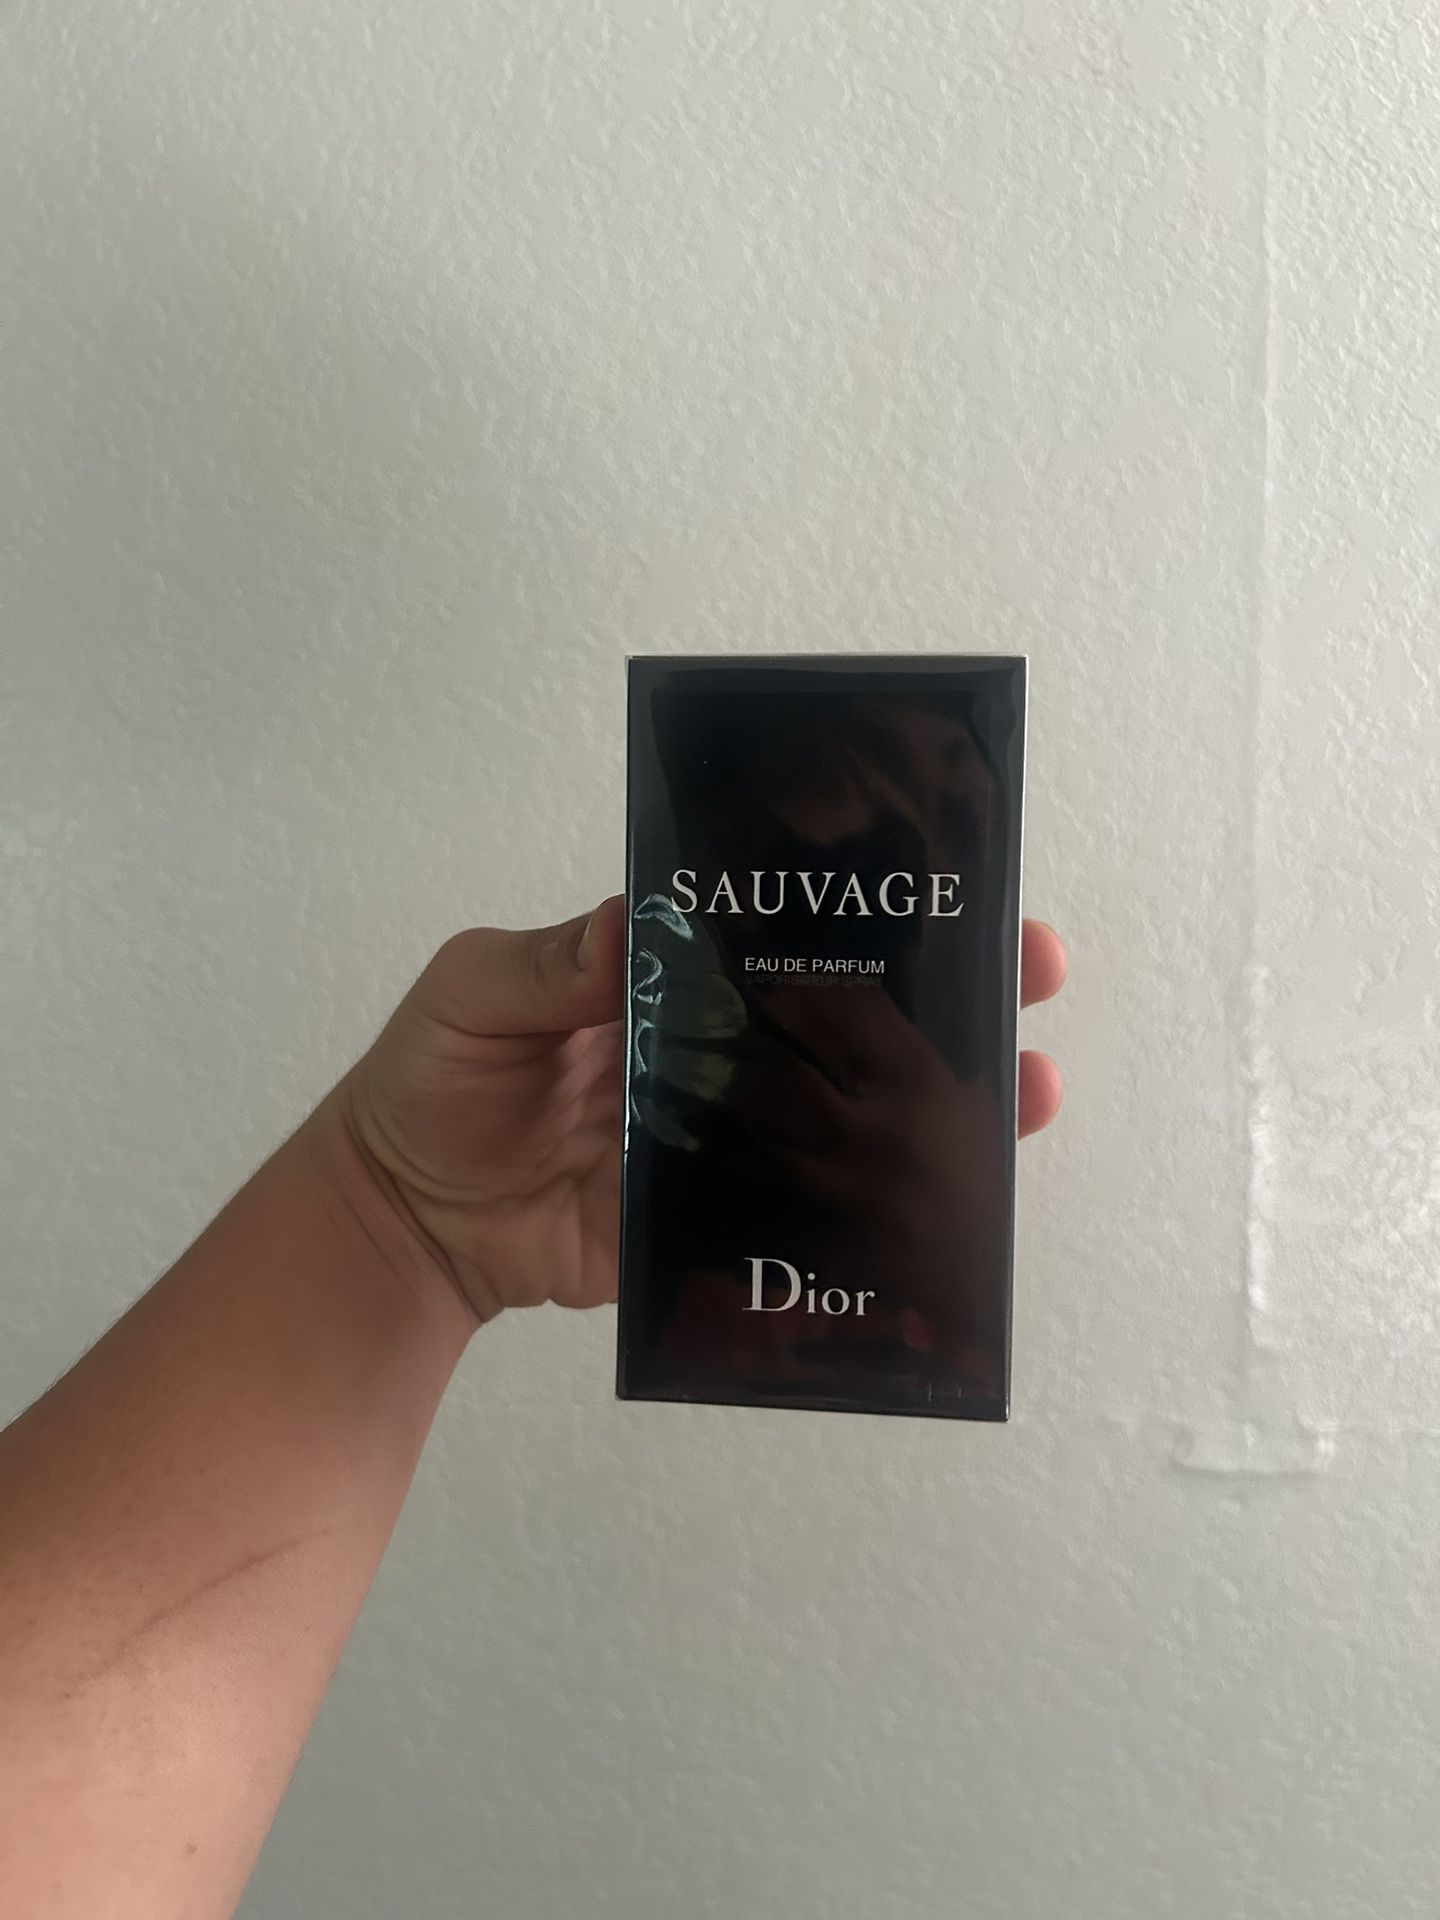 SAUVAGE
EAU DE PARFUM
VAPORISATEUR SPRAY
Dior